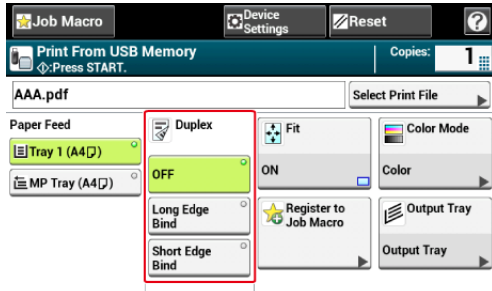 Job Macro
Device
Settings
Reset
?
Print From USB Memory
:Press START.
Copies:
1
AAA.pdf
Select Print File
Paper Feed
Tray 1 (A4)
MP Tray (A4)
Duplex
OFF
Long Edge
Bind
Short Edge
Bind
Fit
ON
Register to
Job Macro
Color Mode
Color
Output Tray
Output Tray